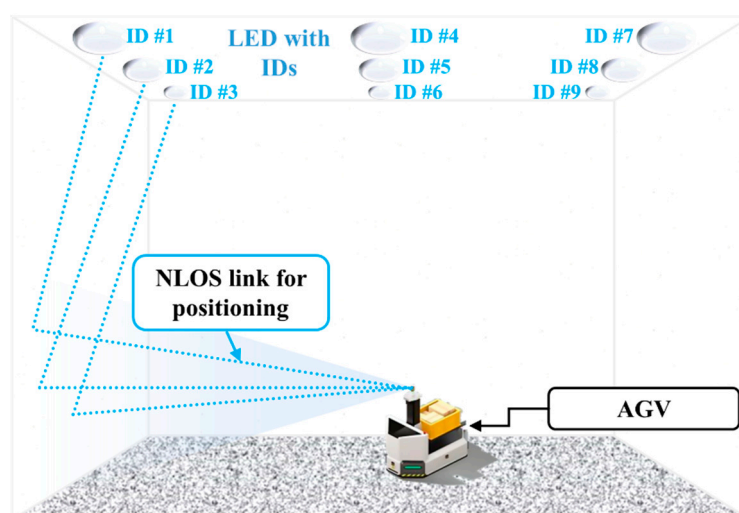 ID #1
LED with
IDs
ID #4
ID #7
ID #2
ID #5
ID #8
ID #3
ID #6
ID #9
NLOS link for
positioning
AGV